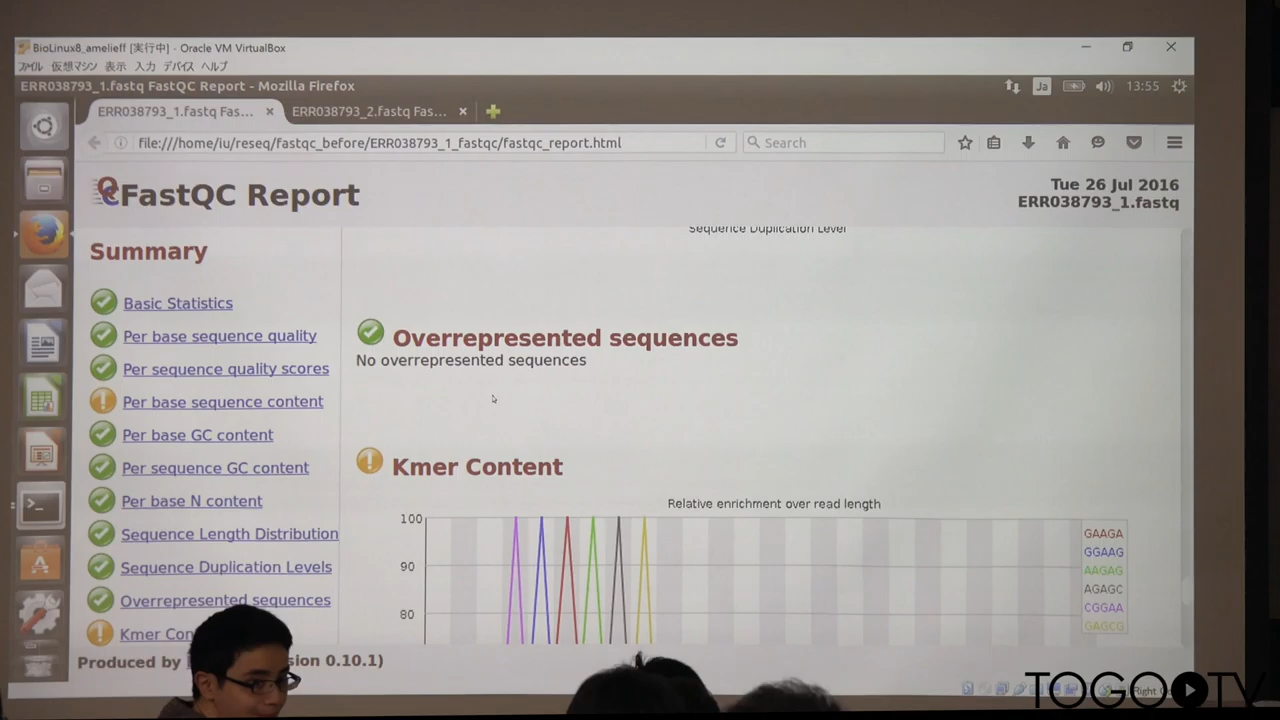 BioLinux8_amelieff [実行中] - Oracle VM VirtualBox
ファイル 仮想マシン 表示 入力 デバイス ヘルプ
ERR038793_1.fastq FastQC Report - Mozilla Firefox
Ja
13:55
ERR038793_1.fastq Fas...
ERR038793_2.fastq Fas...
file:///home/iu/reseq/fastqc_before/ERR038793_1_fastqc/fastqc_report.html
Search
FastQC Report
Tue 26 Jul 2016
ERR038793_1.fastq
Summary
Basic Statistics
Per base sequence quality
Per sequence quality scores
Per base sequence content
Per base GC content
Per sequence GC content
Per base N content
Sequence Length Distribution
Sequence Duplication Levels
Overrepresented sequences
Kmer Con
Produced by
sion 0.10.1)
Sequence Duplication Level
Overrepresented sequences
No overrepresented sequences
Kmer Content
Relative enrichment over read length
100
90
80
GAAGA
GGAAG
AAGAG
AGAGC
CGGAA
GAGCG
Right
TOGOTV